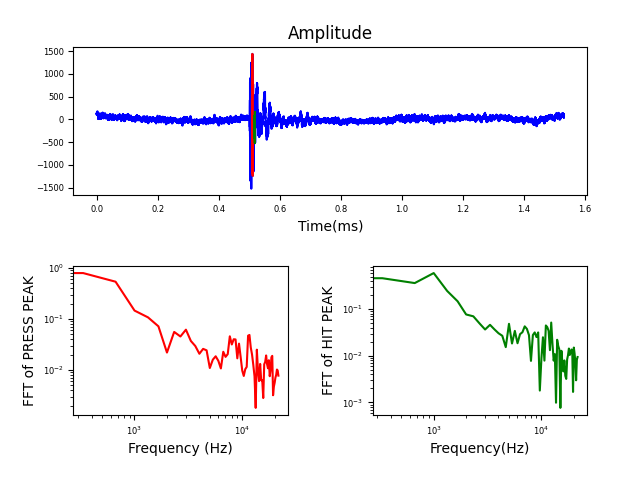 Amplitude
1500
1000
500
0
−500
−1000
−1500
0.0 0.2 0.4 0.6 0.8 1.0 1.2 1.4 1.6
Time(ms)
FFT of PRESS PEAK
10⁰
10⁻¹
10⁻²
10³ 10⁴
Frequency (Hz)
FFT of HIT PEAK
10⁻¹
10⁻²
10⁻³
10³ 10⁴
Frequency(Hz)